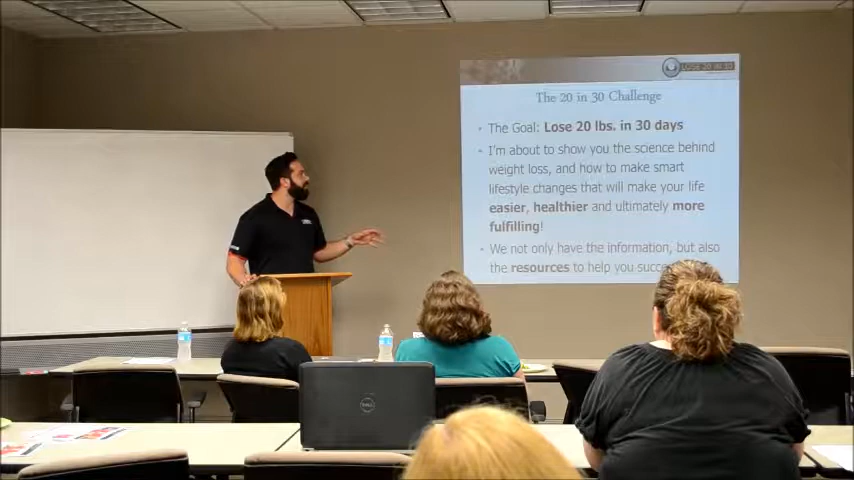 LOSE 20 IN 30
The 20 in 30 Challenge
• The Goal: Lose 20 lbs. in 30 days
• I'm about to show you the science behind
weight loss, and how to make smart
lifestyle changes that will make your life
easier, healthier and ultimately more
fulfilling!
• We not only have the information, but also
the resources to help you succ
DELL